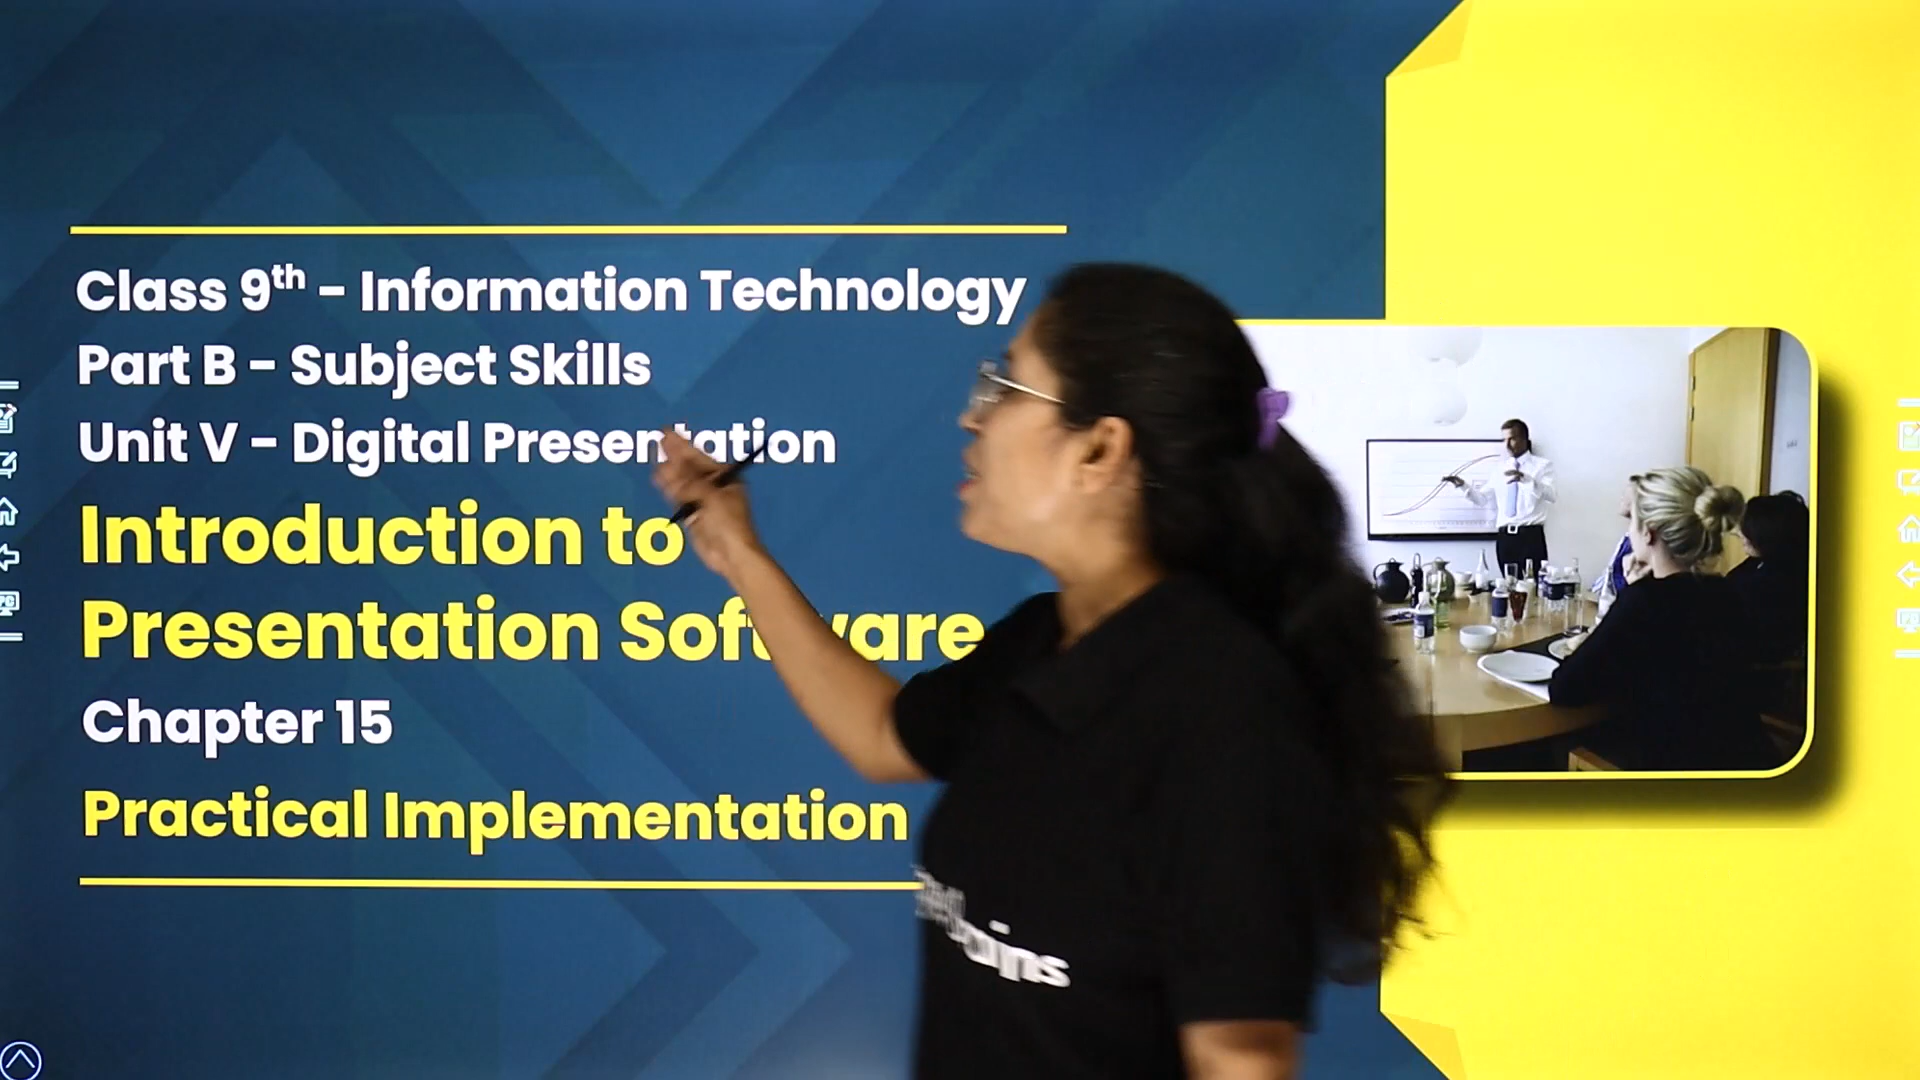 Class 9th - Information Technology
Part B - Subject Skills
Unit V - Digital Presentation
Introduction to
Presentation Software
Chapter 15
Practical Implementation